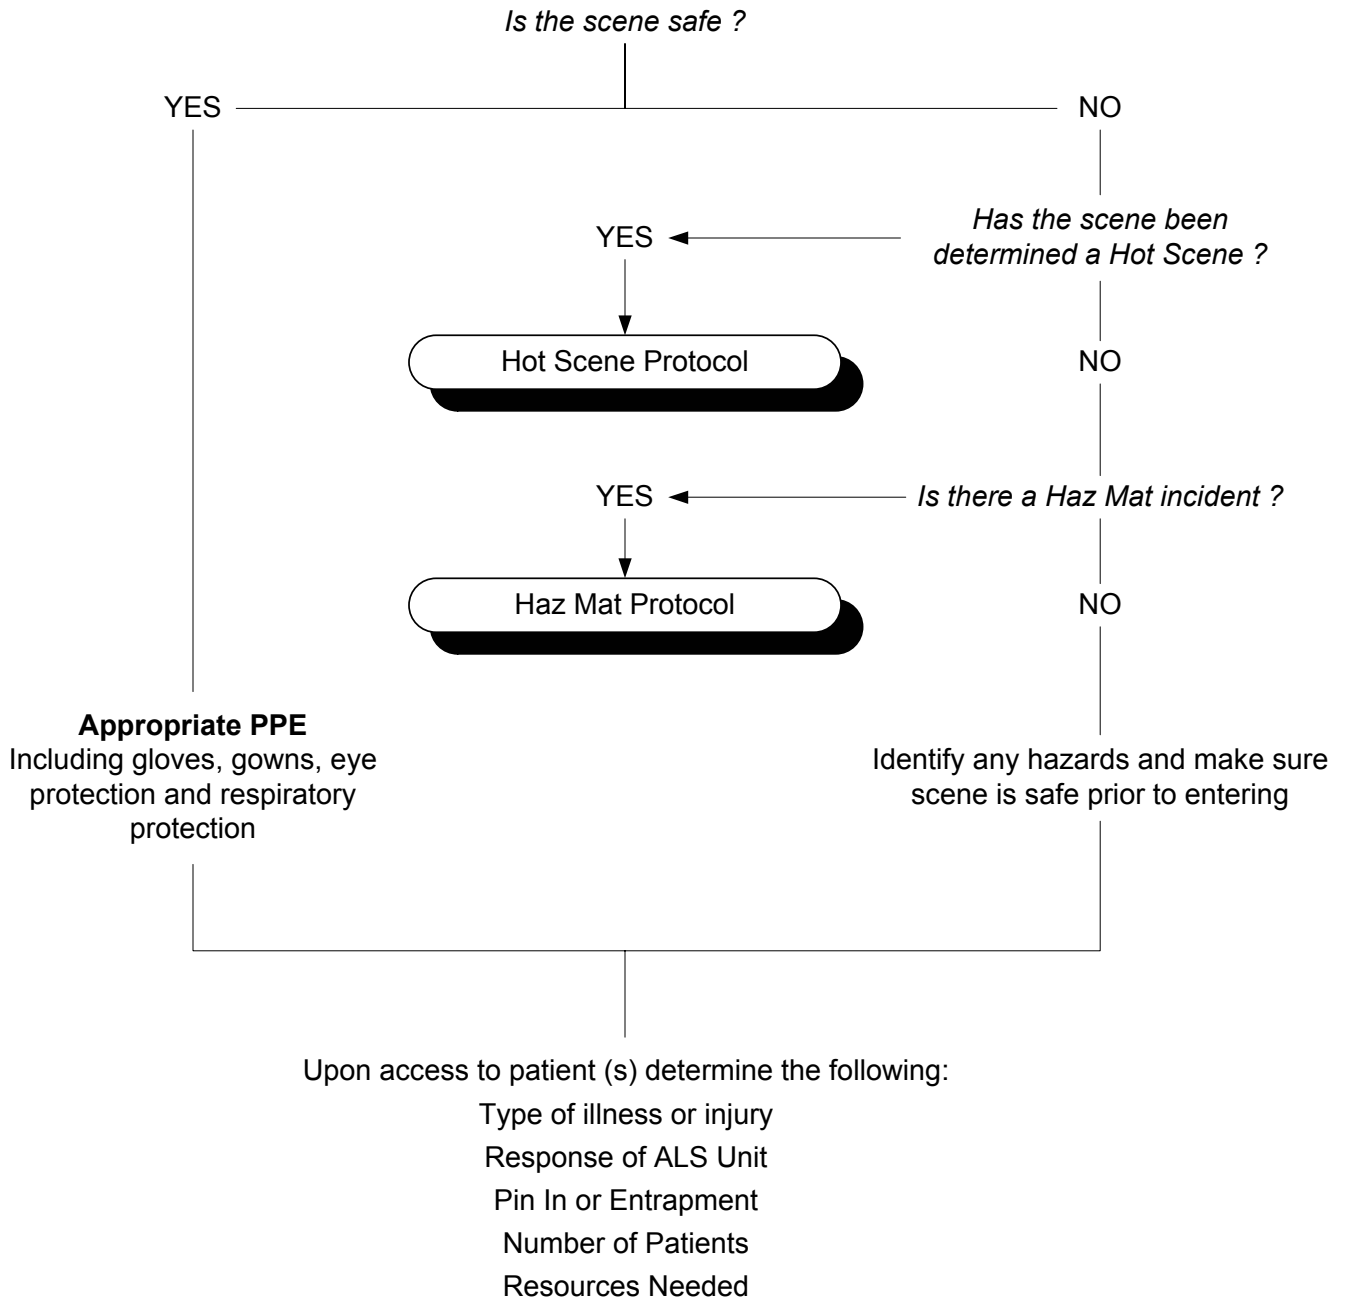 Is the scene safe ?
YES
NO
Has the scene been
determined a Hot Scene ?
YES
Hot Scene Protocol
NO
Is there a Haz Mat incident ?
YES
Haz Mat Protocol
NO
Appropriate PPE
Including gloves, gowns, eye
protection and respiratory
protection
Identify any hazards and make sure
scene is safe prior to entering
Upon access to patient (s) determine the following:
Type of illness or injury
Response of ALS Unit
Pin In or Entrapment
Number of Patients
Resources Needed